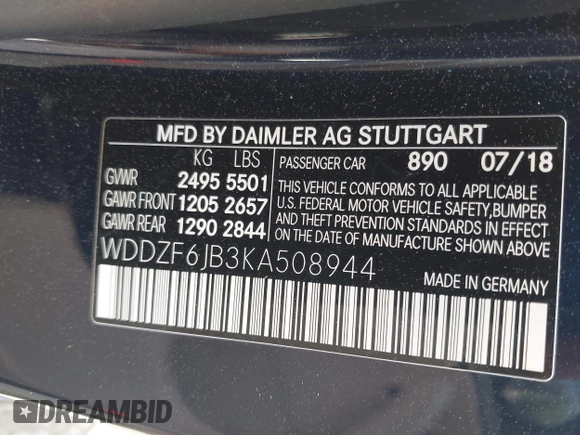 MFD BY DAIMLER AG STUTTGART
KG LBS
GVWR 2495 5501
GAWR FRONT 1205 2657
GAWR REAR 1290 2844
PASSENGER CAR 890 07/18
THIS VEHICLE CONFORMS TO ALL APPLICABLE
U.S. FEDERAL MOTOR VEHICLE SAFETY,BUMPER
AND THEFT PREVENTION STANDARDS IN EFFECT
ON THE DATE OF MANUFACTURE SHOWN ABOVE.
WDDZF6JB3KA508944
MADE IN GERMANY
DREAMBID